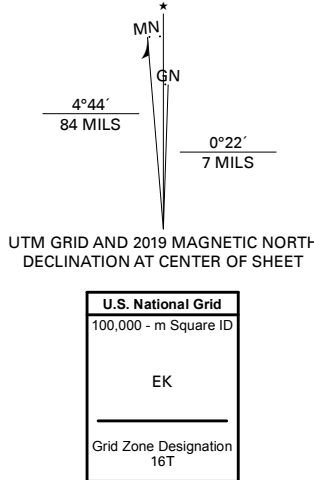 MN
GN
4°44´
84 MILS
0°22´
7 MILS
UTM GRID AND 2019 MAGNETIC NORTH
DECLINATION AT CENTER OF SHEET
U.S. National Grid
100,000 - m Square ID
EK
Grid Zone Designation
16T